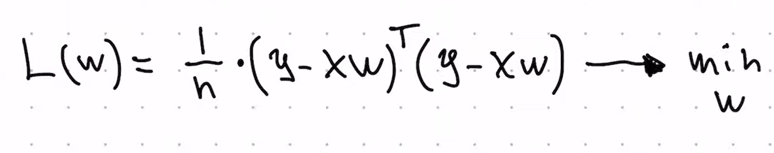 L(w) = 1/n · (y - Xw)^T (y - Xw) → min w